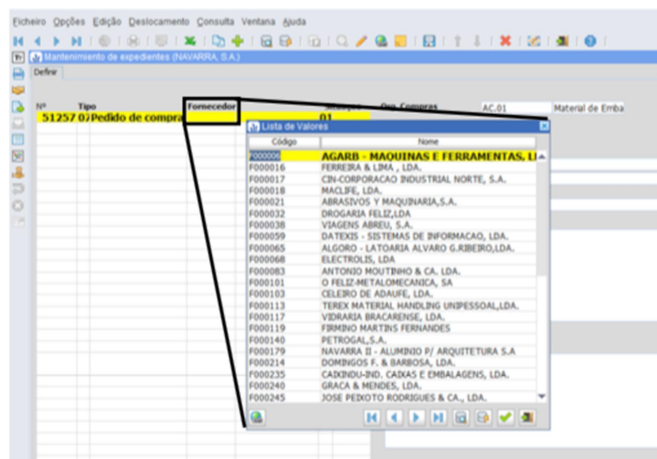 Ficheiro Opções Edição Deslocamento Consulta Ventana Ajuda
Mantenimiento de expedientes (NAVARRA, S.A.)
Definir
Nº Tipo Fornecedor Org. Compras AC.01 Material de Emba
51257 07 Pedido de compra 01
Lista de Valores
Código Nome
F000006 AGARB - MAQUINAS E FERRAMENTAS, LI
F000016 FERREIRA & LIMA , LDA.
F000017 CIN-CORPORACAO INDUSTRIAL NORTE, S.A.
F000018 MACLIFE, LDA.
F000021 ABRASIVOS Y MAQUINARIA,S.A.
F000032 DROGARIA FELIZ,LDA
F000038 VIAGENS ABREU, S.A.
F000059 DATEXIS - SISTEMAS DE INFORMACAO, LDA.
F000065 ALGORO - LATOARIA ALVARO G.RIBEIRO,LDA.
F000068 ELECTROLIS, LDA
F000083 ANTONIO MOUTINHO & CA. LDA.
F000101 O FELIZ-METALOMECANICA, SA
F000103 CELEIRO DE ADAUFE, LDA.
F000113 TEREX MATERIAL HANDLING UNIPESSOAL,LDA.
F000117 VIDRARIA BRACARENSE, LDA.
F000119 FIRMINO MARTINS FERNANDES
F000140 PETROGAL,S.A.
F000179 NAVARRA II - ALUMINIO P/ ARQUITETURA S.A
F000214 DOMINGOS F. & BARBOSA, LDA.
F000235 CAIXINDU-IND. CAIXAS E EMBALAGENS, LDA.
F000240 GRACA & MENDES, LDA.
F000245 JOSE PEIXOTO RODRIGUES & CA., LDA.